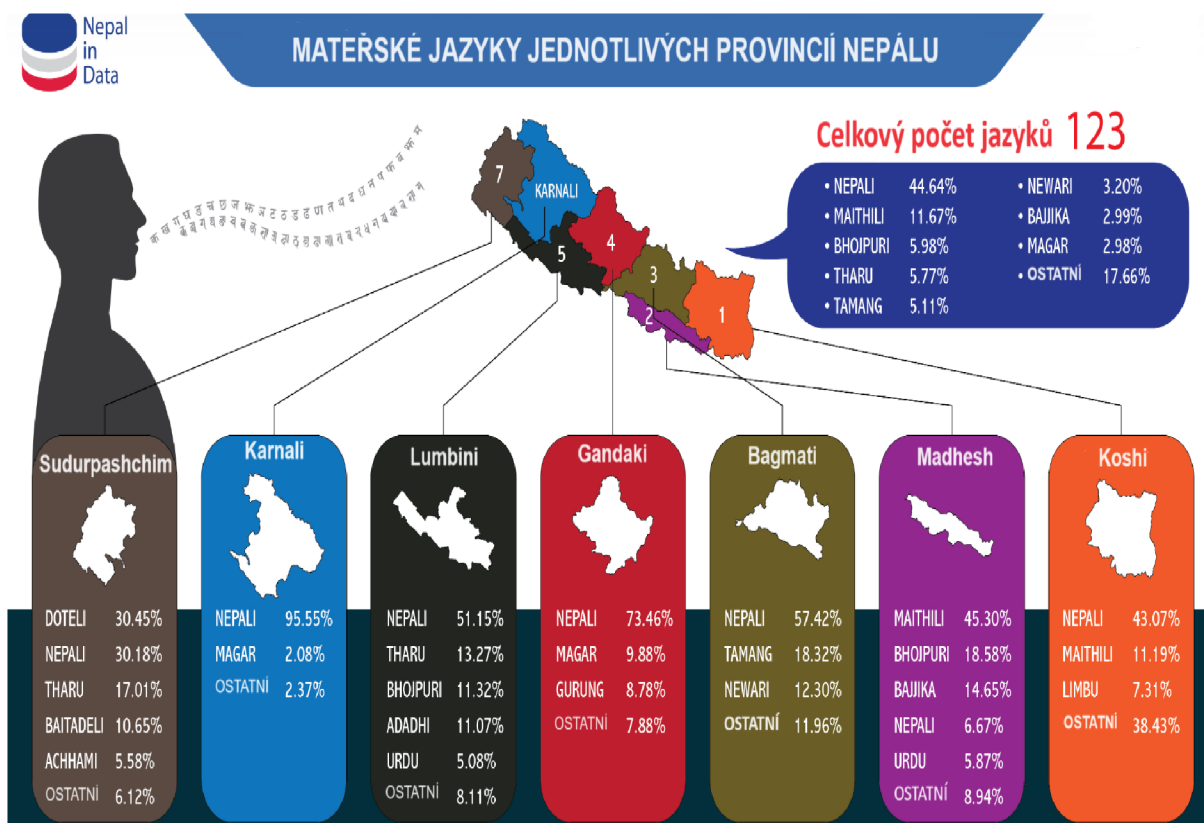 Nepal
in
Data
MATEŘSKÉ JAZYKY JEDNOTLIVÝCH PROVINCIÍ NEPÁLU
Celkový počet jazyků 123
• NEPALI 44.64%
• MAITHILI 11.67%
• BHOJPURI 5.98%
• THARU 5.77%
• TAMANG 5.11%
• NEWARI 3.20%
• BAJJIKA 2.99%
• MAGAR 2.98%
• OSTATNÍ 17.66%
7
KARNALI
5
4
3
2
1
Sudurpashchim
DOTELI 30.45%
NEPALI 30.18%
THARU 17.01%
BAITADELI 10.65%
ACHHAMI 5.58%
OSTATNÍ 6.12%
Karnali
NEPALI 95.55%
MAGAR 2.08%
OSTATNÍ 2.37%
Lumbini
NEPALI 51.15%
THARU 13.27%
BHOJPURI 11.32%
ADADHI 11.07%
URDU 5.08%
OSTATNÍ 8.11%
Gandaki
NEPALI 73.46%
MAGAR 9.88%
GURUNG 8.78%
OSTATNÍ 7.88%
Bagmati
NEPALI 57.42%
TAMANG 18.32%
NEWARI 12.30%
OSTATNÍ 11.96%
Madhesh
MAITHILI 45.30%
BHOJPURI 18.58%
BAJJIKA 14.65%
NEPALI 6.67%
URDU 5.87%
OSTATNÍ 8.94%
Koshi
NEPALI 43.07%
MAITHILI 11.19%
LIMBU 7.31%
OSTATNÍ 38.43%